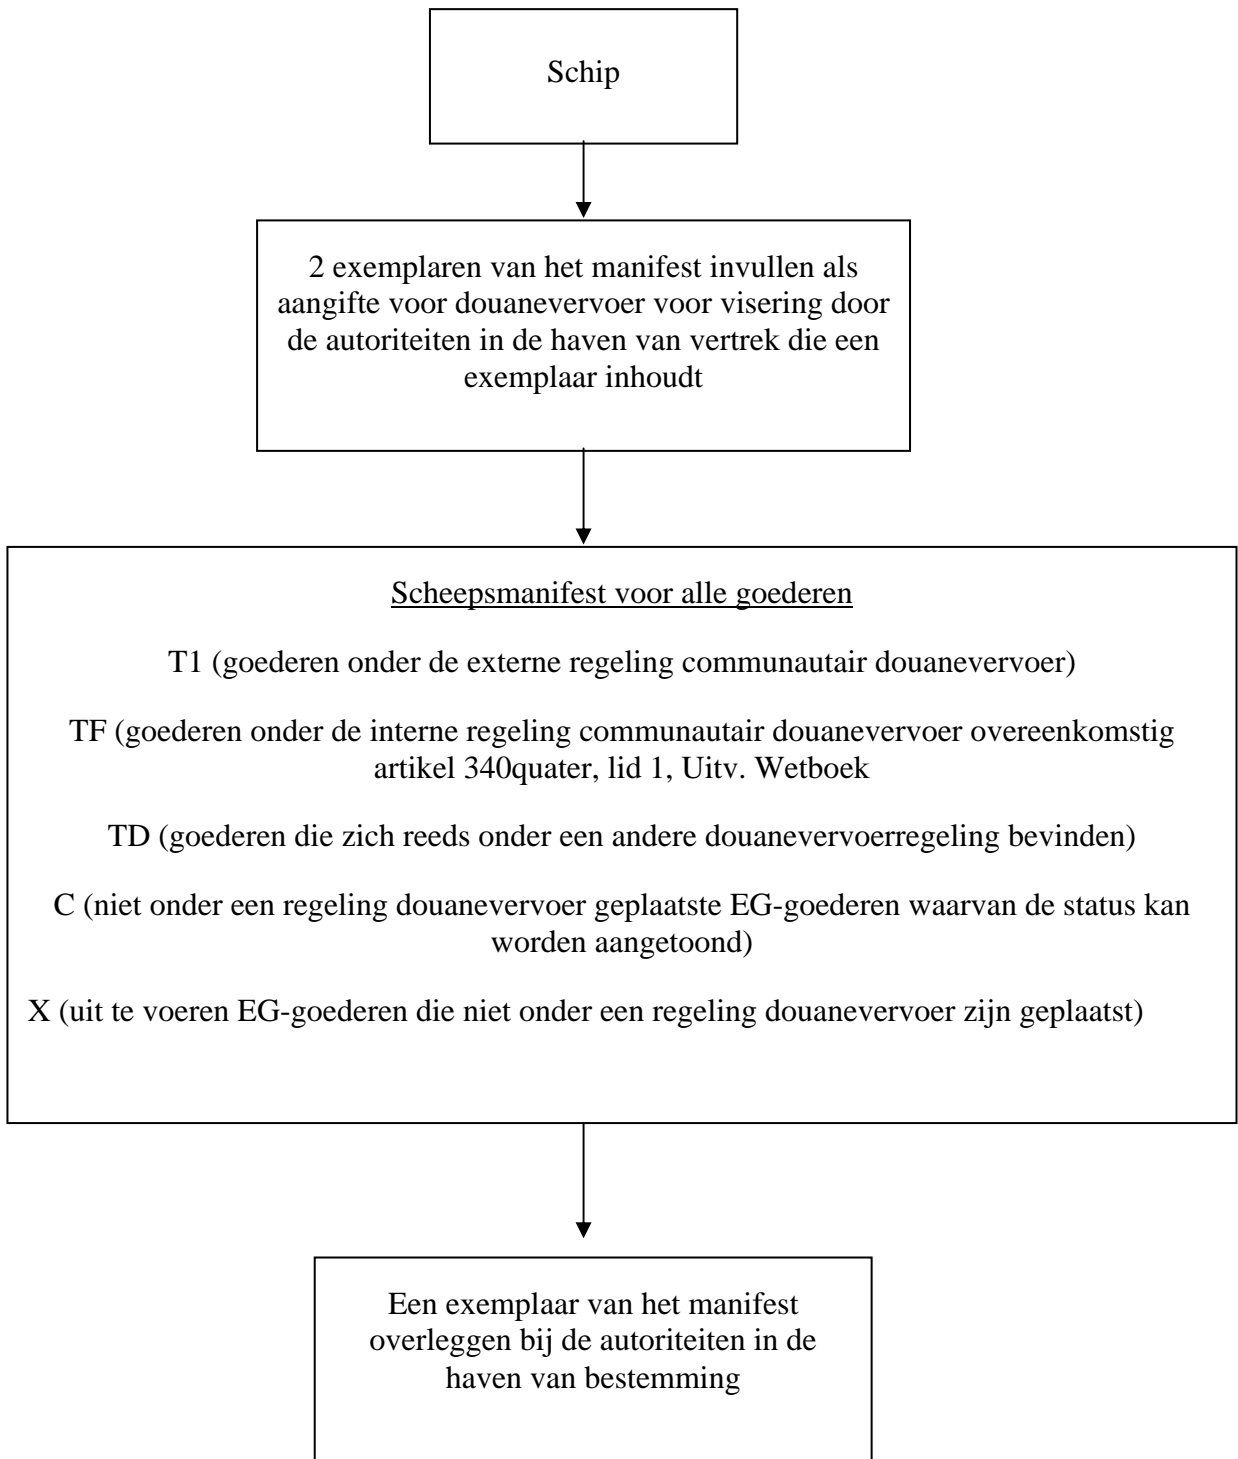 Schip
2 exemplaren van het manifest invullen als
aangifte voor douanevervoer voor visering door
de autoriteiten in de haven van vertrek die een
exemplaar inhoudt
Scheepsmanifest voor alle goederen
T1 (goederen onder de externe regeling communautair douanevervoer)
TF (goederen onder de interne regeling communautair douanevervoer overeenkomstig
artikel 340quater, lid 1, Uitv. Wetboek
TD (goederen die zich reeds onder een andere douanevervoerregeling bevinden)
C (niet onder een regeling douanevervoer geplaatste EG-goederen waarvan de status kan
worden aangetoond)
X (uit te voeren EG-goederen die niet onder een regeling douanevervoer zijn geplaatst)
Een exemplaar van het manifest
overleggen bij de autoriteiten in de
haven van bestemming